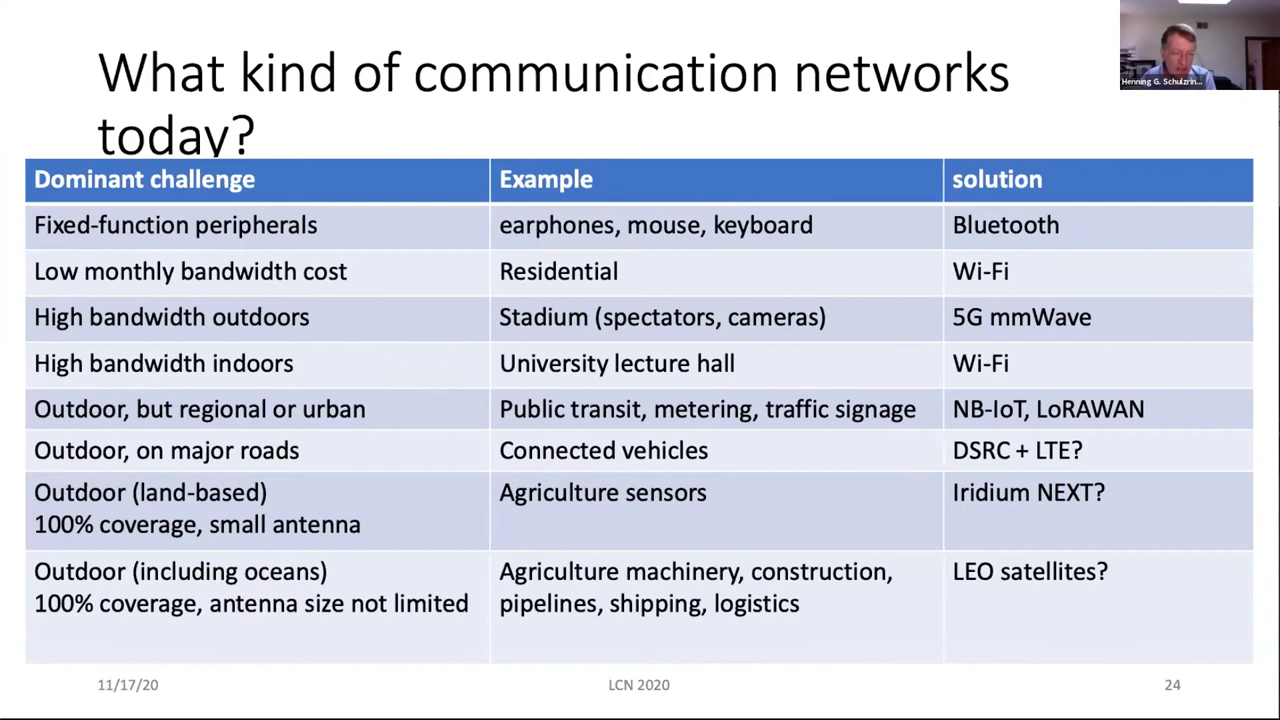 What kind of communication networks
today?
Henning G. Schulzrin...
Dominant challenge Example solution
Fixed-function peripherals earphones, mouse, keyboard Bluetooth
Low monthly bandwidth cost Residential Wi-Fi
High bandwidth outdoors Stadium (spectators, cameras) 5G mmWave
High bandwidth indoors University lecture hall Wi-Fi
Outdoor, but regional or urban Public transit, metering, traffic signage NB-IoT, LoRAWAN
Outdoor, on major roads Connected vehicles DSRC + LTE?
Outdoor (land-based) Agriculture sensors Iridium NEXT?
100% coverage, small antenna
Outdoor (including oceans) Agriculture machinery, construction, LEO satellites?
100% coverage, antenna size not limited pipelines, shipping, logistics
11/17/20 LCN 2020 24